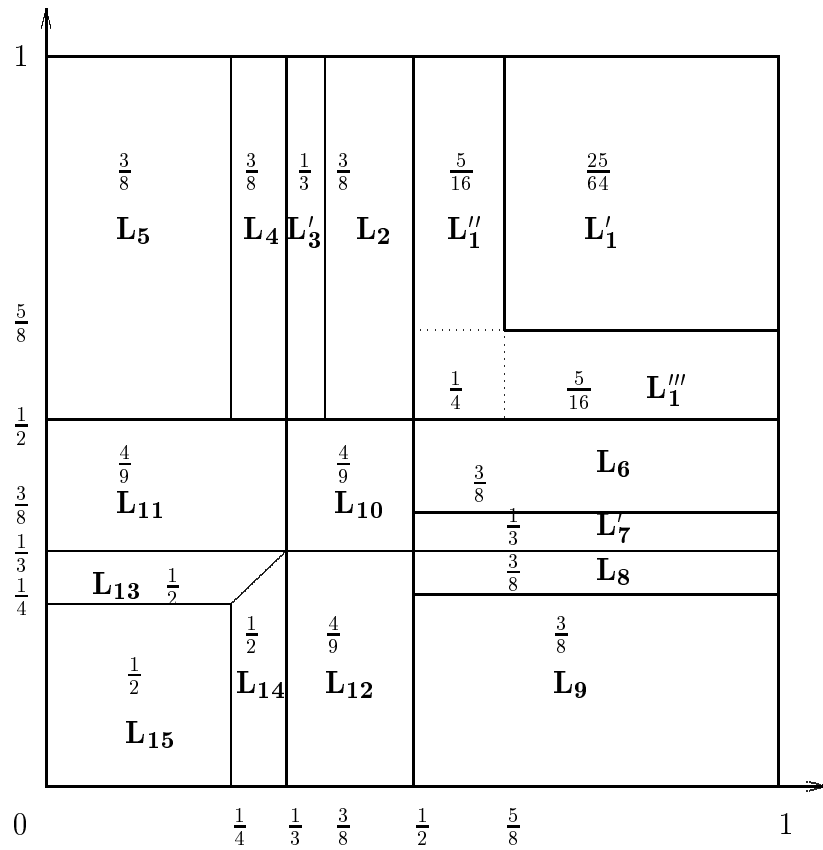 1
3/8 3/8 1/3 3/8 5/16 25/64
L₅ L₄ L′₃ L₂ L″₁ L′₁
5/8
1/4 5/16 L‴₁
1/2
4/9 4/9 3/8 L₆
3/8 L₁₁ L₁₀
1/3 L′₇
1/3
L₁₃ 1/2 3/8 L₈
1/4
1/2 4/9 3/8
1/2 L₁₄ L₁₂ L₉
L₁₅
0 1/4 1/3 3/8 1/2 5/8 1